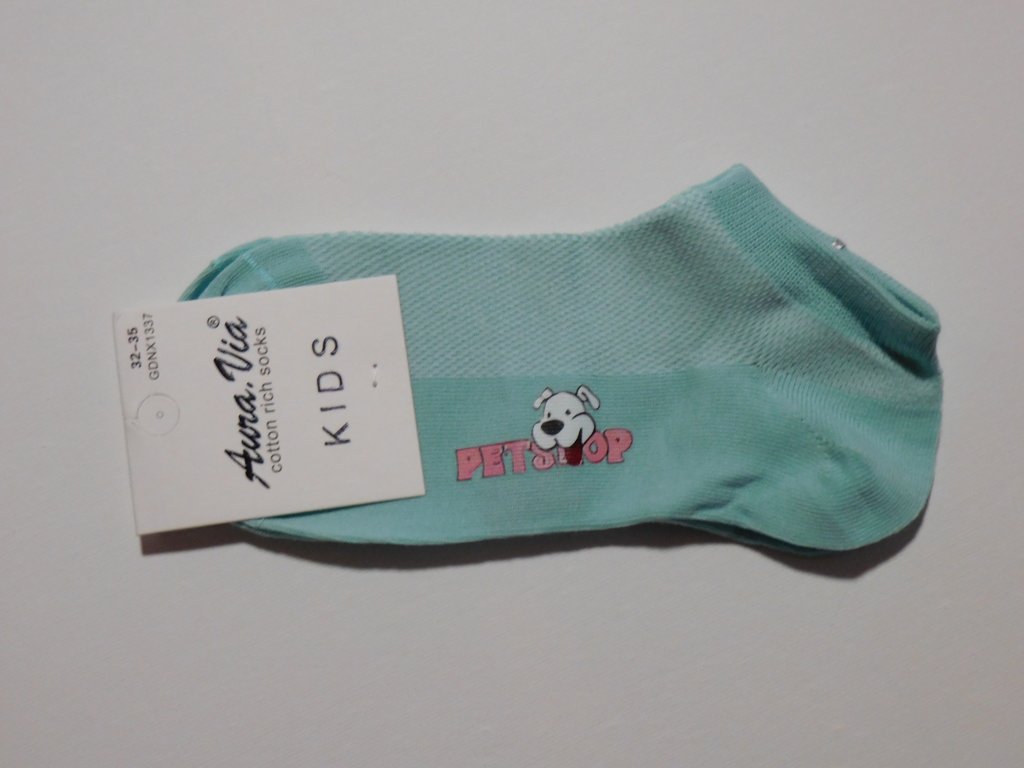 32-35
GDNX1337
Aura.Via®
cotton rich socks
KIDS
PET SHOP